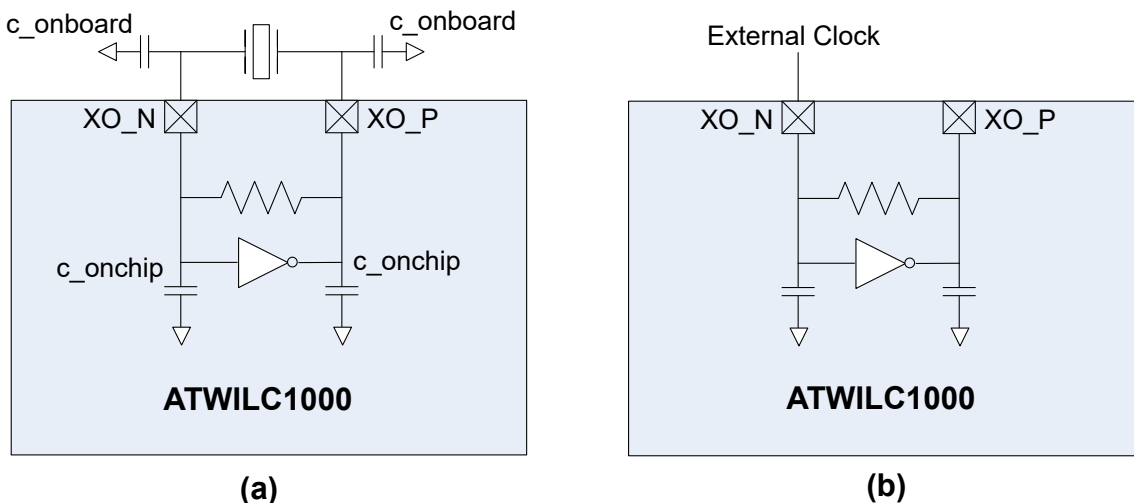 c_onboard
c_onboard
External Clock
XO_N
XO_P
XO_N
XO_P
c_onchip
c_onchip
ATWILC1000
ATWILC1000
(a)
(b)